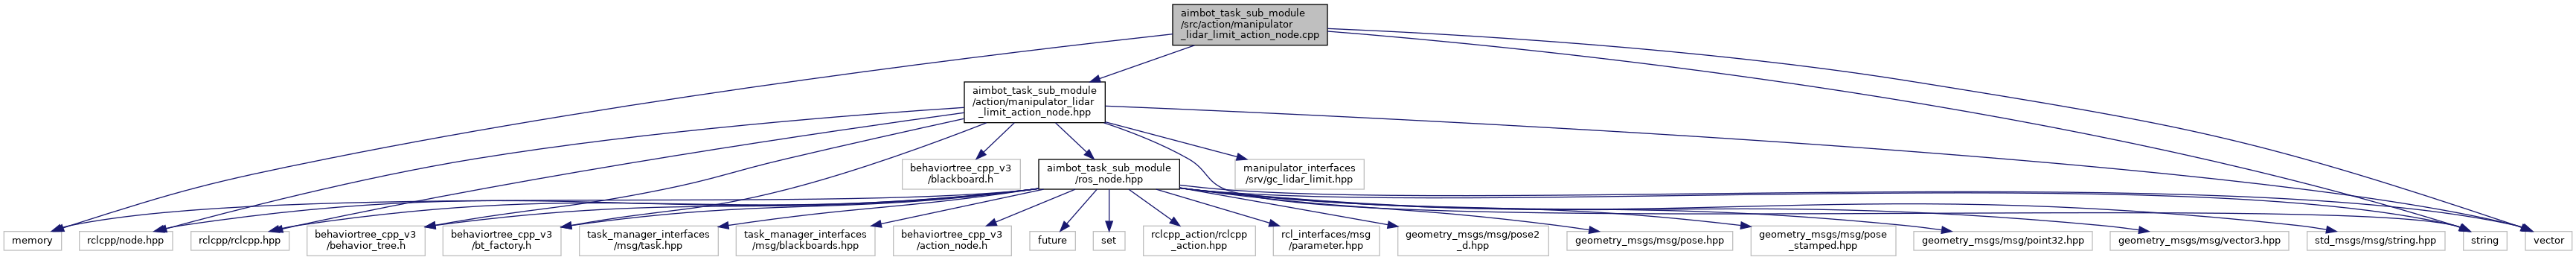 aimbot_task_sub_module
/src/action/manipulator
_lidar_limit_action_node.cpp
aimbot_task_sub_module
/action/manipulator_lidar
_limit_action_node.hpp
behaviortree_cpp_v3
/blackboard.h
aimbot_task_sub_module
/ros_node.hpp
manipulator_interfaces
/srv/gc_lidar_limit.hpp
memory
rclcpp/node.hpp
rclcpp/rclcpp.hpp
behaviortree_cpp_v3
/behavior_tree.h
behaviortree_cpp_v3
/bt_factory.h
task_manager_interfaces
/msg/task.hpp
task_manager_interfaces
/msg/blackboards.hpp
behaviortree_cpp_v3
/action_node.h
future
set
rclcpp_action/rclcpp
_action.hpp
rcl_interfaces/msg
/parameter.hpp
geometry_msgs/msg/pose2
_d.hpp
geometry_msgs/msg/pose.hpp
geometry_msgs/msg/pose
_stamped.hpp
geometry_msgs/msg/point32.hpp
geometry_msgs/msg/vector3.hpp
std_msgs/msg/string.hpp
string
vector